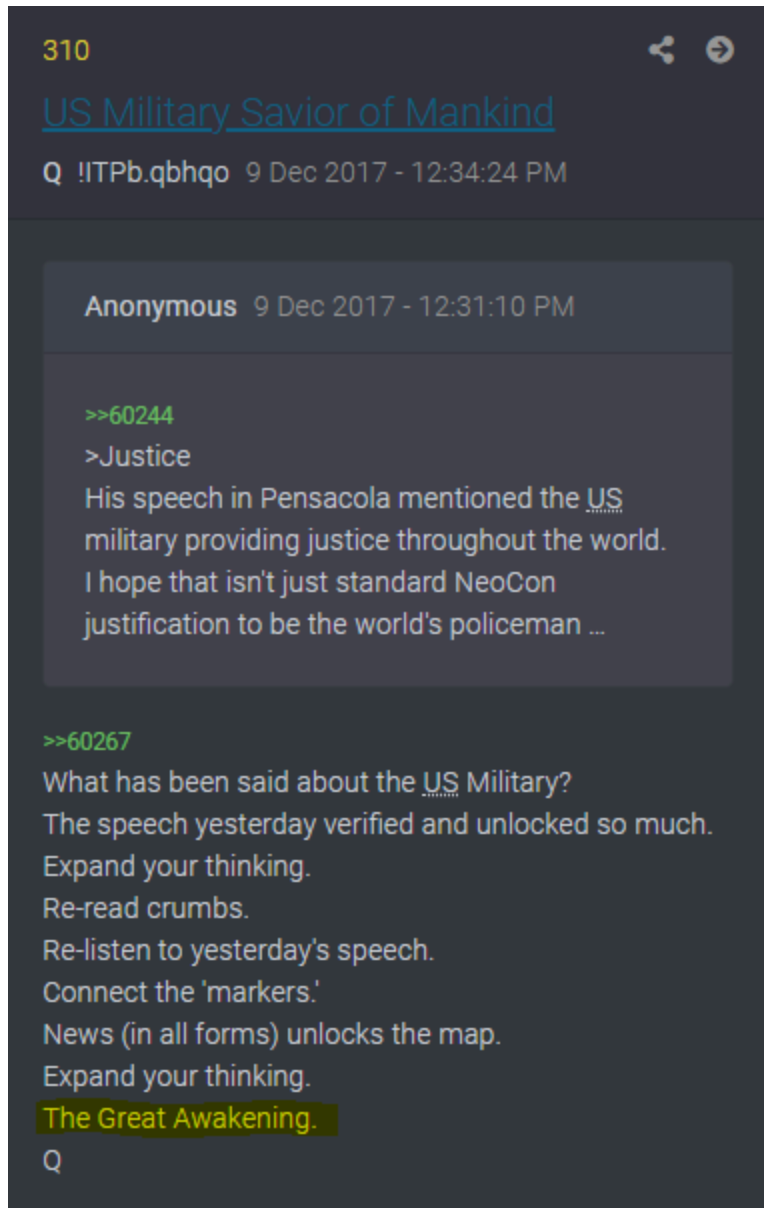 310
US Military Savior of Mankind
Q !ITPb.qbhqo 9 Dec 2017 - 12:34:24 PM
Anonymous 9 Dec 2017 - 12:31:10 PM
>>60244
>Justice
His speech in Pensacola mentioned the US
military providing justice throughout the world.
I hope that isn't just standard NeoCon
justification to be the world's policeman ...
>>60267
What has been said about the US Military?
The speech yesterday verified and unlocked so much.
Expand your thinking.
Re-read crumbs.
Re-listen to yesterday's speech.
Connect the 'markers.'
News (in all forms) unlocks the map.
Expand your thinking.
The Great Awakening.
Q